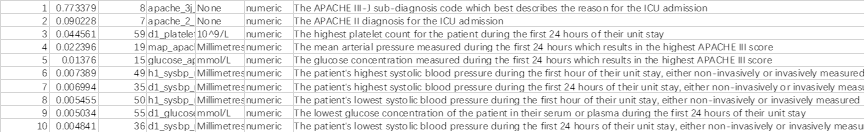 1 0.773379 8 apache_3j_ None numeric The APACHE III-J sub-diagnosis code which best describes the reason for the ICU admission
2 0.090228 7 apache_2_ None numeric The APACHE II diagnosis for the ICU admission
3 0.044561 59 d1_platelet 10^9/L numeric The highest platelet count for the patient during the first 24 hours of their unit stay
4 0.022396 19 map_apac Millimetres numeric The mean arterial pressure measured during the first 24 hours which results in the highest APACHE III score
5 0.01376 15 glucose_ap mmol/L numeric The glucose concentration measured during the first 24 hours which results in the highest APACHE III score
6 0.007389 49 h1_sysbp_ Millimetres numeric The patient's highest systolic blood pressure during the first hour of their unit stay, either non-invasively or invasively measured
7 0.006994 35 d1_sysbp_ Millimetres numeric The patient's highest systolic blood pressure during the first 24 hours of their unit stay, either non-invasively or invasively meas
8 0.005455 50 h1_sysbp_ Millimetres numeric The patient's lowest systolic blood pressure during the first hour of their unit stay, either non-invasively or invasively measured
9 0.005034 55 d1_glucos mmol/L numeric The lowest glucose concentration of the patient in their serum or plasma during the first 24 hours of their unit stay
10 0.004841 36 d1_sysbp_ Millimetres numeric The patient's lowest systolic blood pressure during the first 24 hours of their unit stay, either non-invasively or invasively meas